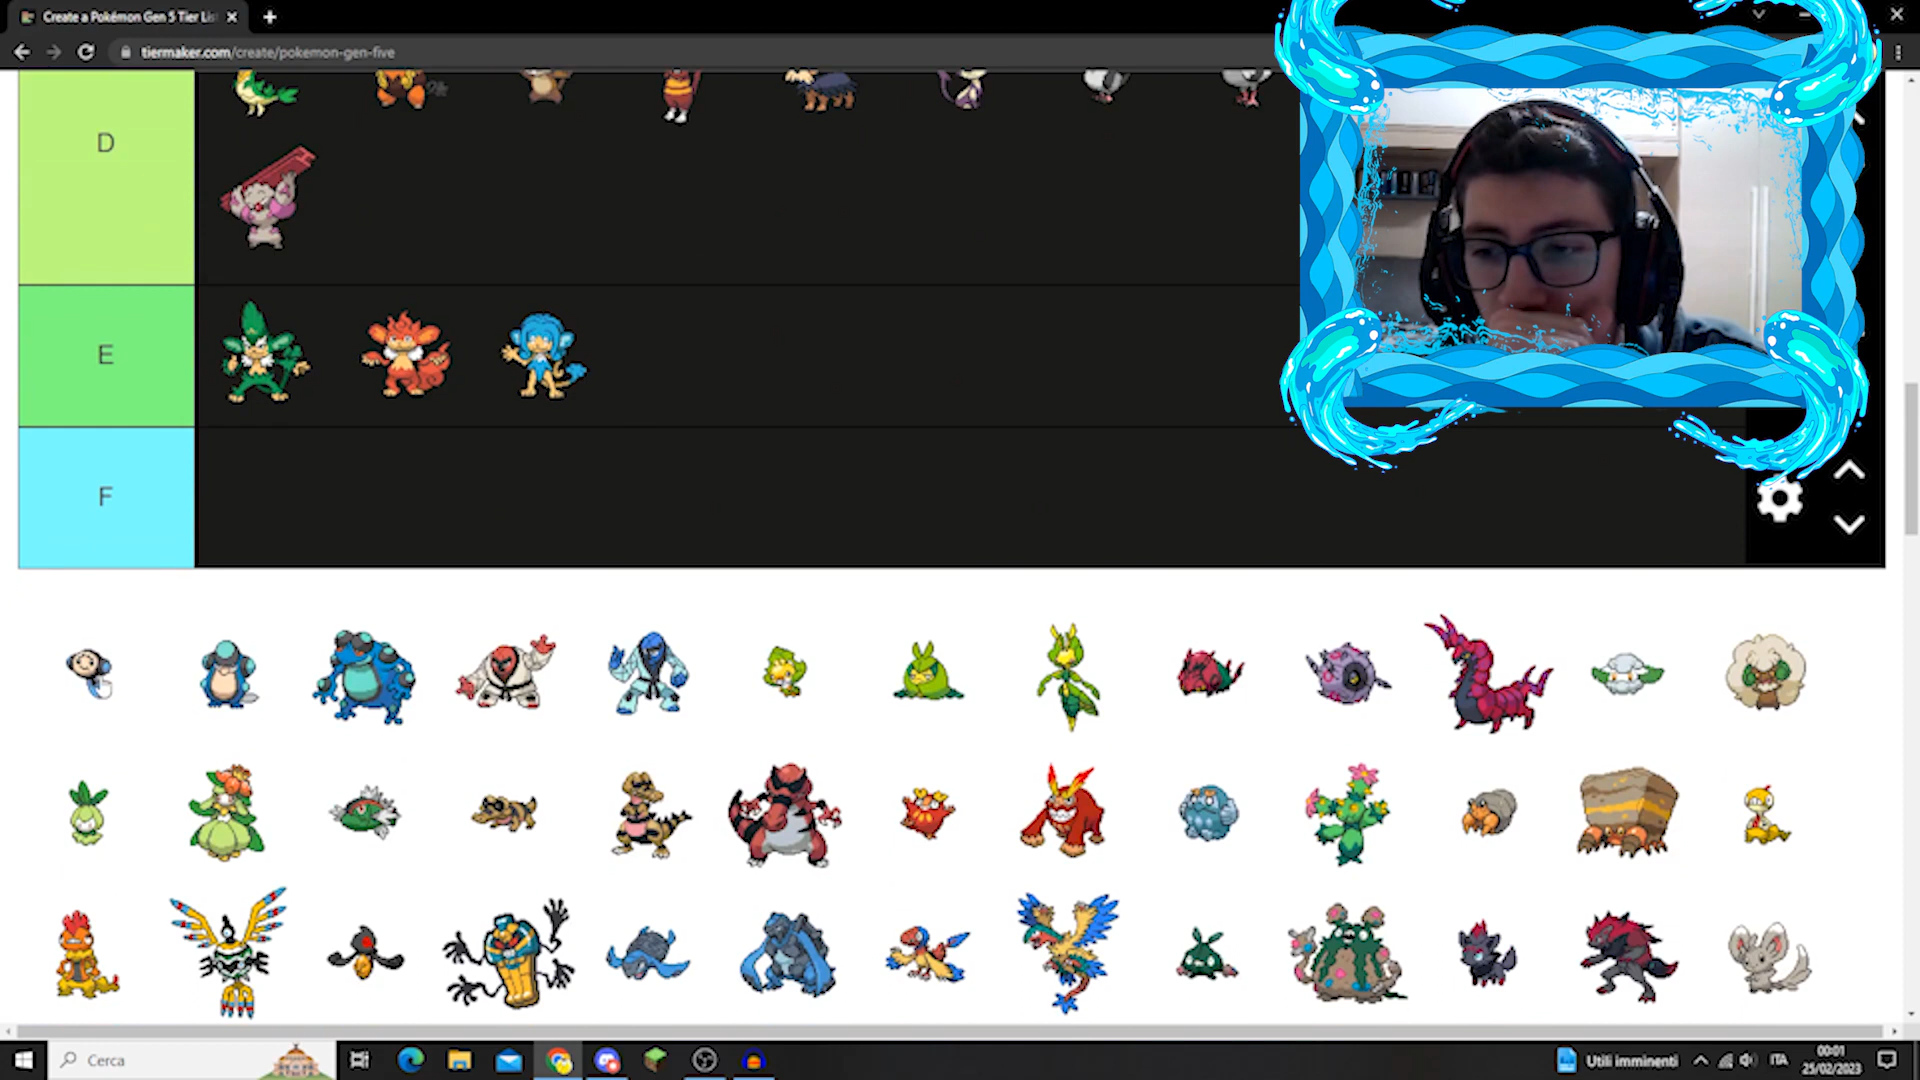 Create a Pokémon Gen 5 Tier Lis
tiermaker.com/create/pokemon-gen-five
D
E
F
Cerca
Utili imminenti
ITA
00:01
25/02/2023